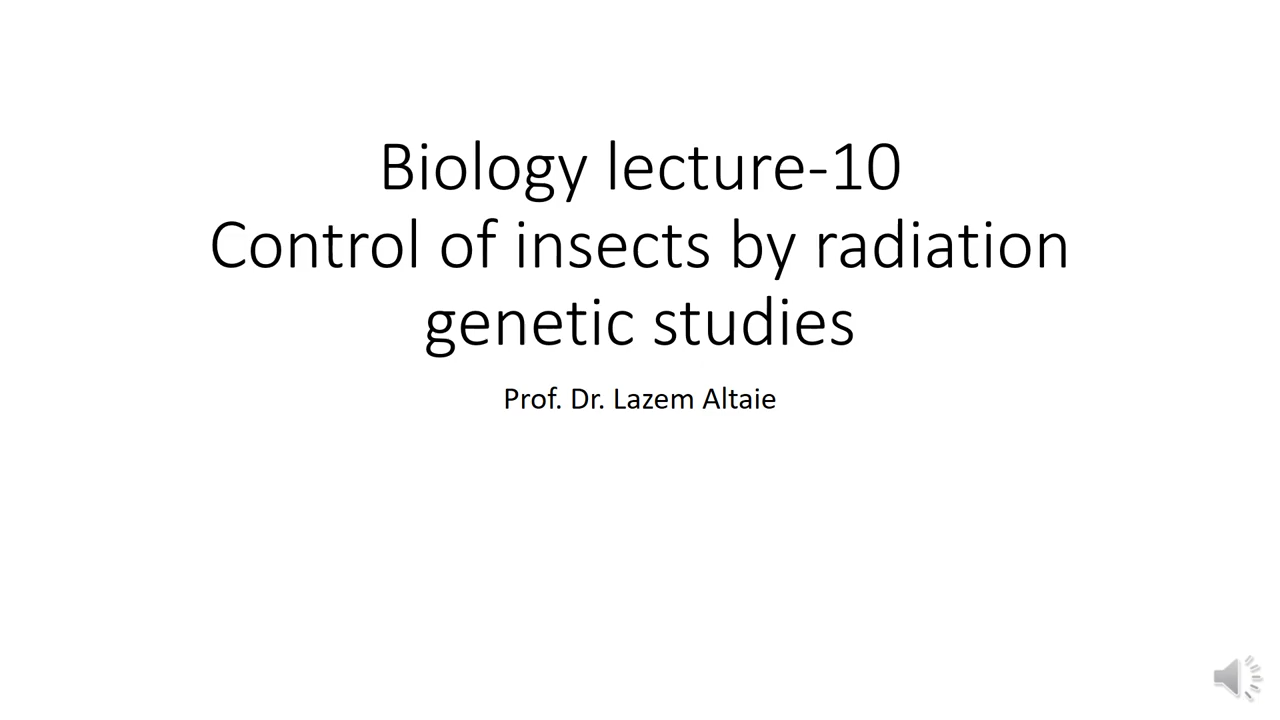 Biology lecture-10
Control of insects by radiation
genetic studies
Prof. Dr. Lazem Altaie